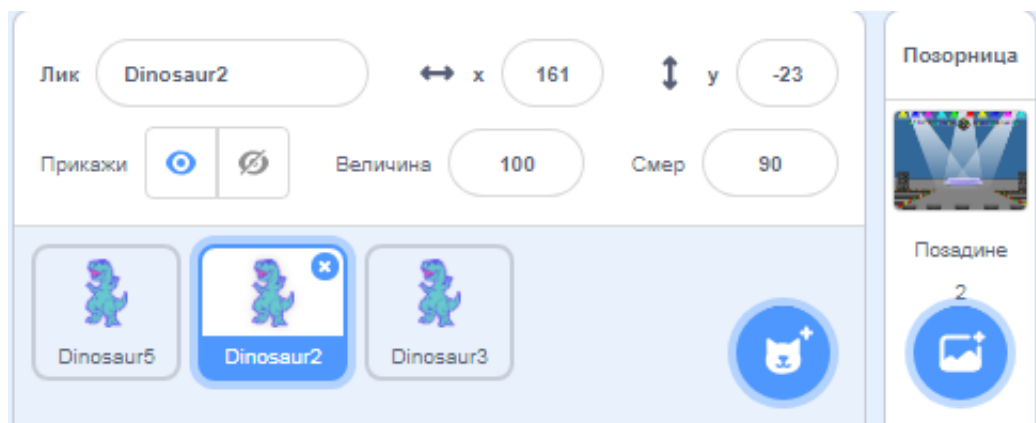 Лик Dinosaur2 x 161 y -23
Прикажи Величина 100 Смер 90
Dinosaur5 Dinosaur2 Dinosaur3
Позорница
Позадине
2